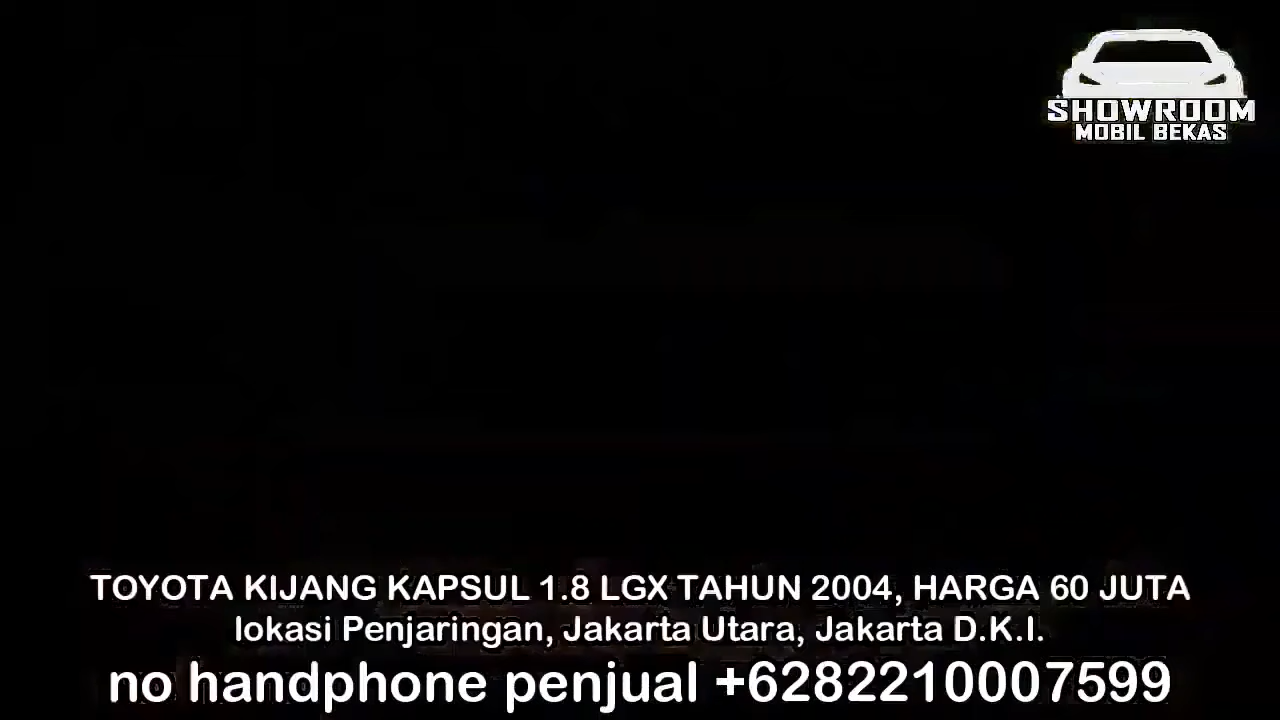 SHOWROOM
MOBIL BEKAS
TOYOTA KIJANG KAPSUL 1.8 LGX TAHUN 2004, HARGA 60 JUTA
lokasi Penjaringan, Jakarta Utara, Jakarta D.K.I.
no handphone penjual +6282210007599